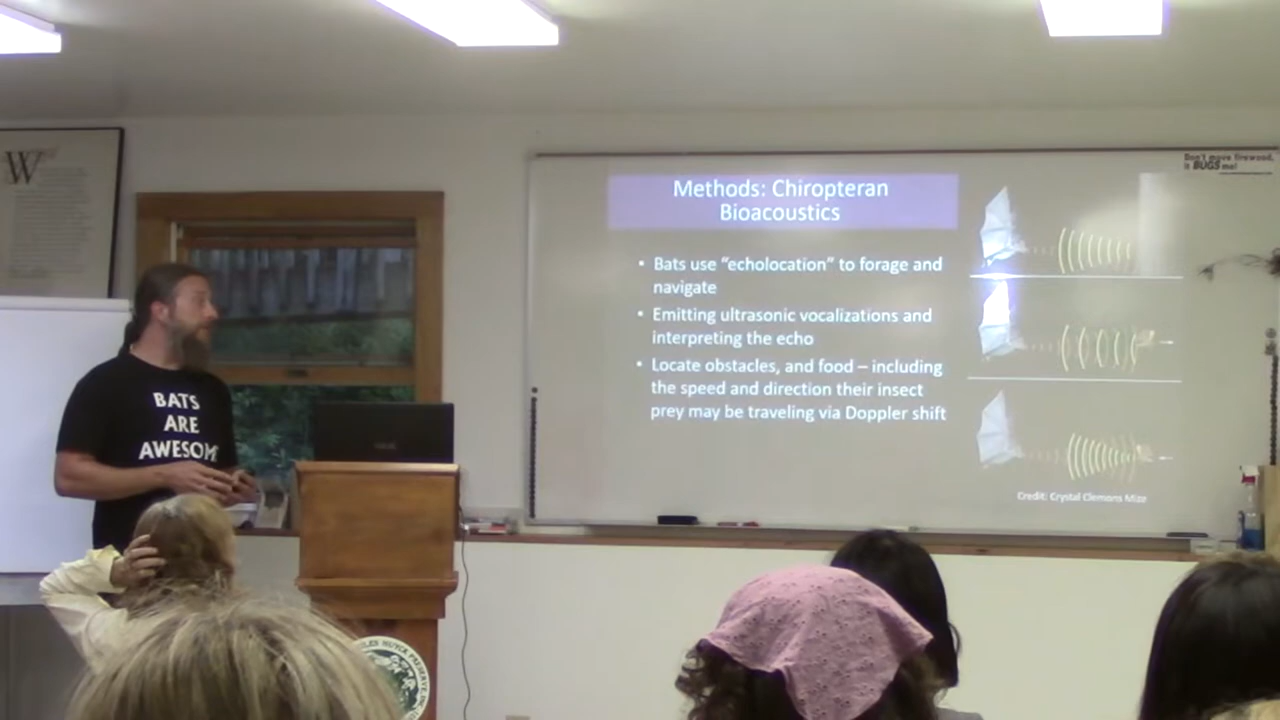 W
Don't move firewood,
it BUGS me!
Methods: Chiropteran
Bioacoustics
• Bats use “echolocation” to forage and
navigate
• Emitting ultrasonic vocalizations and
interpreting the echo
• Locate obstacles, and food – including
the speed and direction their insect
prey may be traveling via Doppler shift
Credit: Crystal Clemons Mize
BATS
ARE
AWESOM